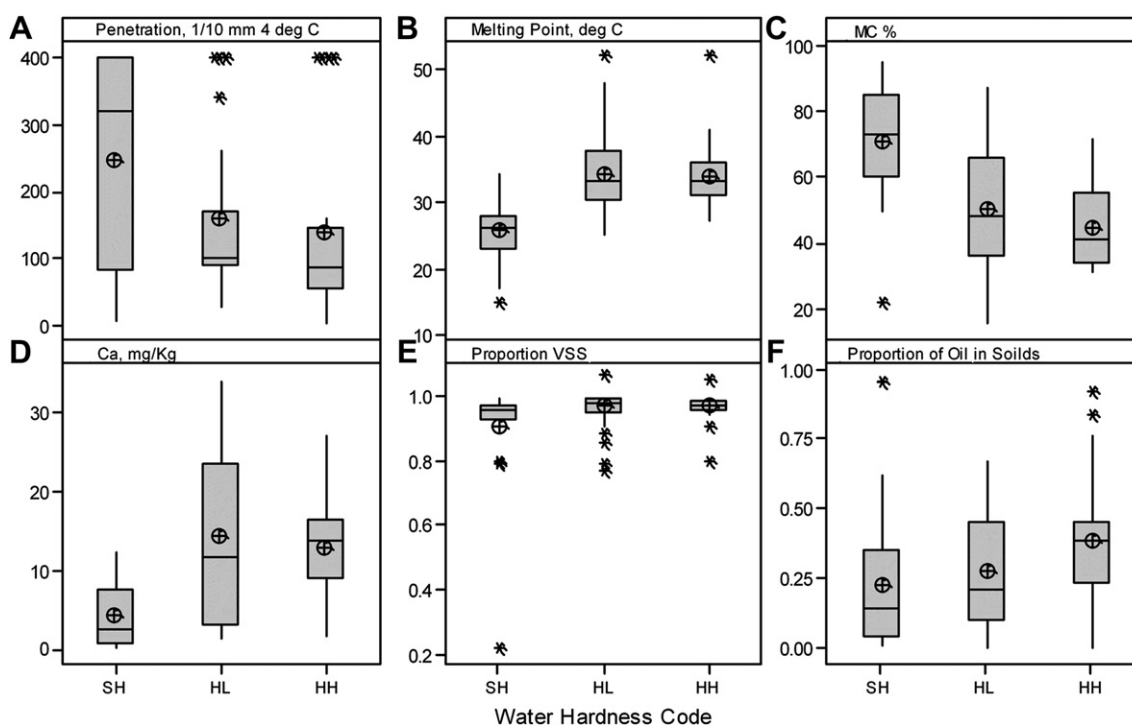 A Penetration, 1/10 mm 4 deg C
B Melting Point, deg C
C MC %
400
300
200
100
0
50
40
30
20
10
100
80
60
40
20
D Ca, mg/Kg
E Proportion VSS
F Proportion of Oil in Soilds
30
20
10
0
1.0
0.8
0.6
0.4
0.2
1.00
0.75
0.50
0.25
0.00
SH HL HH
SH HL HH
SH HL HH
Water Hardness Code